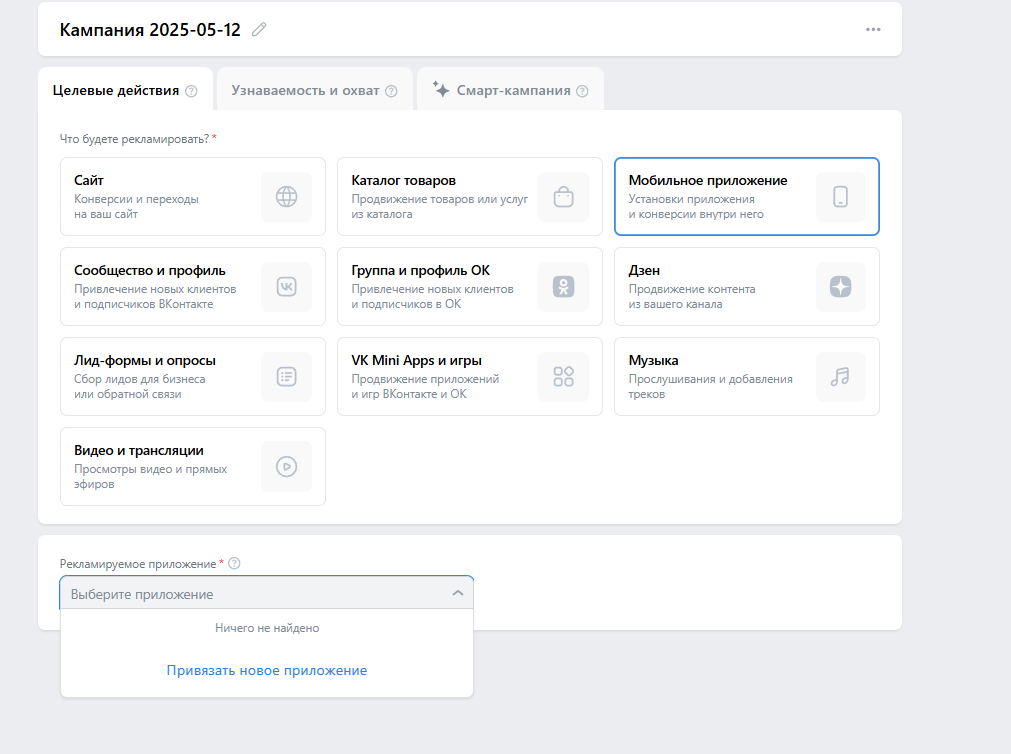 Кампания 2025-05-12
Целевые действия
Узнаваемость и охват
Смарт-кампания
Что будете рекламировать? *
Сайт
Конверсии и переходы
на ваш сайт
Каталог товаров
Продвижение товаров или услуг
из каталога
Мобильное приложение
Установки приложения
и конверсии внутри него
Сообщество и профиль
Привлечение новых клиентов
и подписчиков ВКонтакте
Группа и профиль ОК
Привлечение новых клиентов
и подписчиков в ОК
Дзен
Продвижение контента
из вашего канала
Лид-формы и опросы
Сбор лидов для бизнеса
или обратной связи
VK Mini Apps и игры
Продвижение приложений
и игр ВКонтакте и ОК
Музыка
Прослушивания и добавления
треков
Видео и трансляции
Просмотры видео и прямых
эфиров
Рекламируемое приложение *
Выберите приложение
Ничего не найдено
Привязать новое приложение